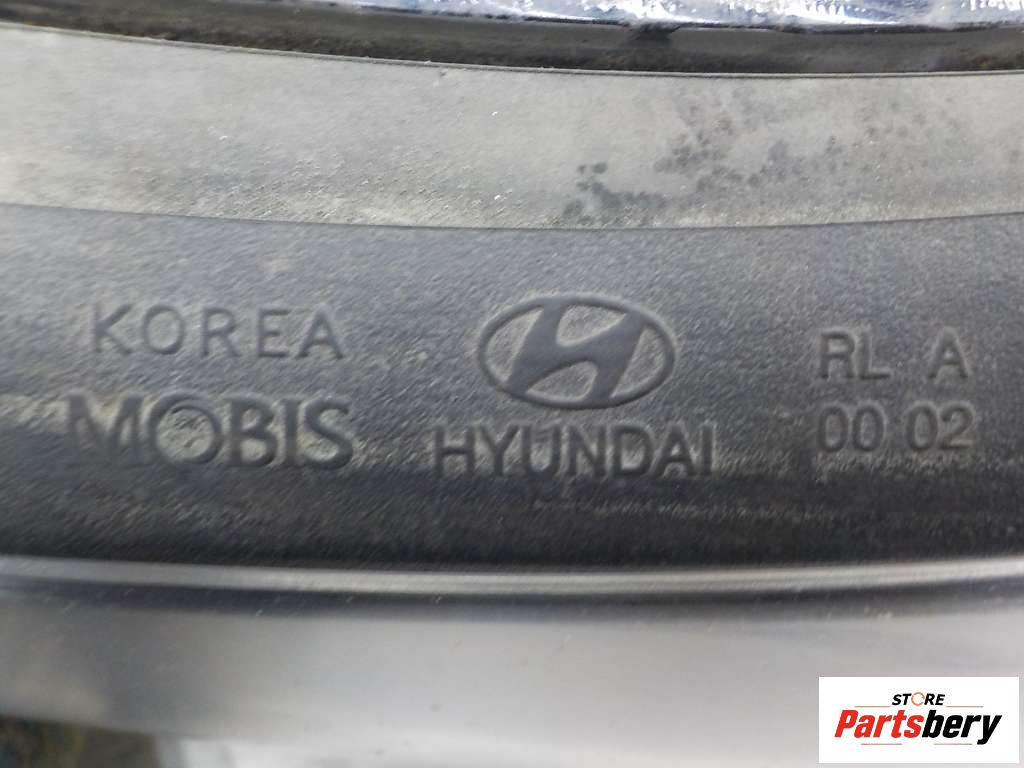 KOREA
MOBIS
HYUNDAI
RL A
00 02
STORE
Partsbery